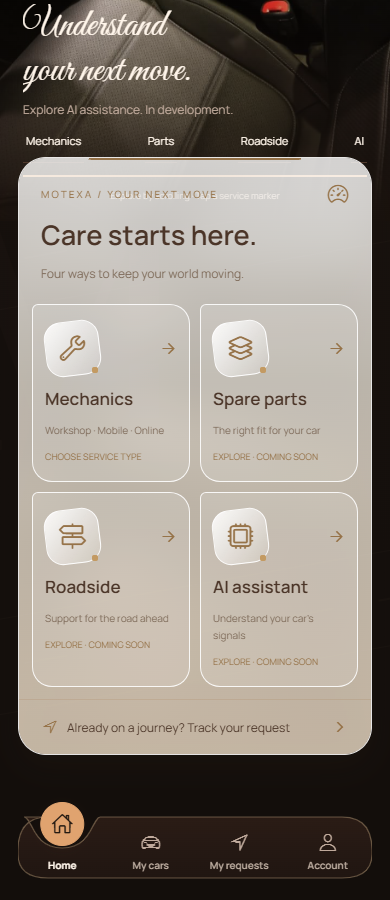 Understand
your next move.
Explore AI assistance. In development.
Mechanics Parts Roadside AI
MOTEXA / YOUR NEXT MOVE
service marker
Care starts here.
Four ways to keep your world moving.
Mechanics
Workshop · Mobile · Online
CHOOSE SERVICE TYPE
Spare parts
The right fit for your car
EXPLORE · COMING SOON
Roadside
Support for the road ahead
EXPLORE · COMING SOON
AI assistant
Understand your car's
signals
EXPLORE · COMING SOON
Already on a journey? Track your request
Home My cars My requests Account